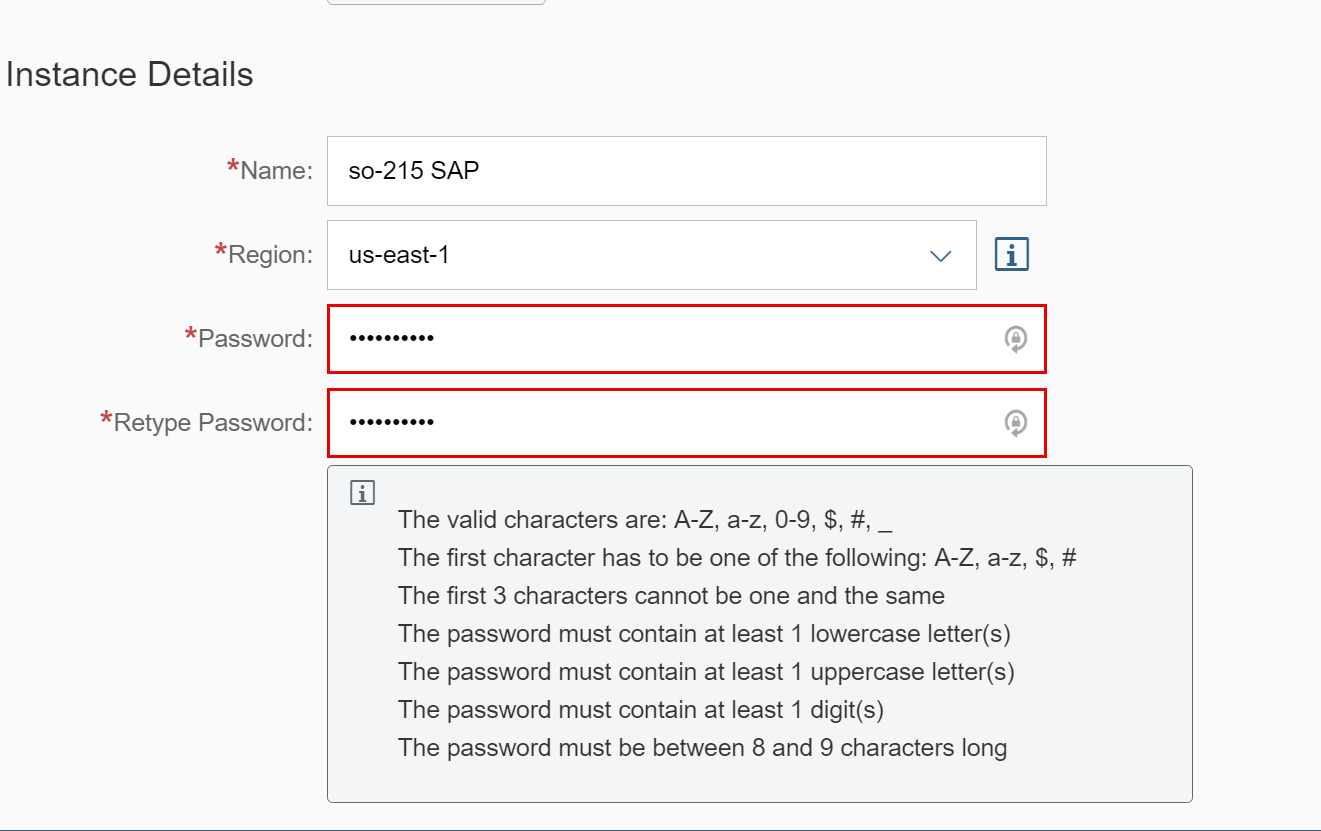 Instance Details
*Name: so-215 SAP
*Region: us-east-1
*Password: ••••••••••
*Retype Password: ••••••••••
The valid characters are: A-Z, a-z, 0-9, $, #, _
The first character has to be one of the following: A-Z, a-z, $, #
The first 3 characters cannot be one and the same
The password must contain at least 1 lowercase letter(s)
The password must contain at least 1 uppercase letter(s)
The password must contain at least 1 digit(s)
The password must be between 8 and 9 characters long